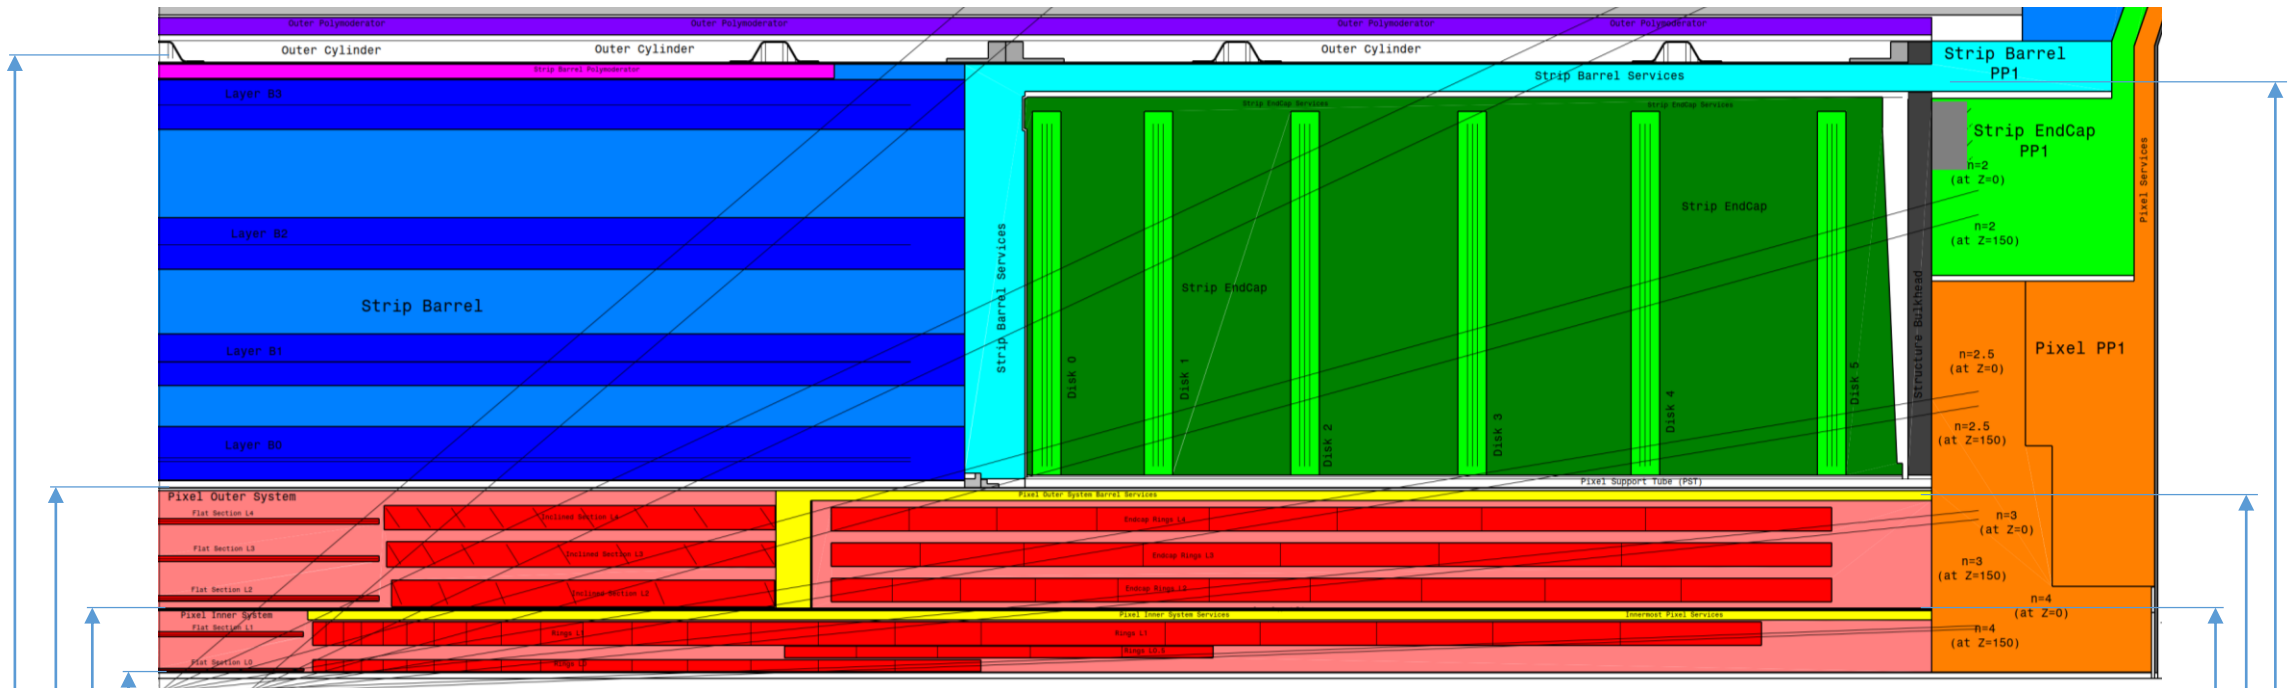 Outer Polymoderator
Outer Polymoderator
Outer Polymoderator
Outer Polymoderator
Outer Cylinder
Outer Cylinder
Outer Cylinder
Strip Barrel
PP1
Strip Barrel Polymoderator
Strip Barrel Services
Layer B3
Strip EndCap Services
Strip EndCap Services
Strip EndCap
PP1
n=2
(at Z=0)
Pixel Services
Strip EndCap
Layer B2
n=2
(at Z=150)
Strip Barrel Services
Strip EndCap
Strip Barrel
Structure Bulkhead
Layer B1
Pixel PP1
n=2.5
(at Z=0)
Disk 0
Disk 1
Disk 2
Disk 3
Disk 4
Disk 5
Layer B0
n=2.5
(at Z=150)
Pixel Support Tube (PST)
Pixel Outer System
Pixel Outer System Barrel Services
Flat Section L4
Inclined Section L4
Endcap Rings L4
n=3
(at Z=0)
Flat Section L3
Inclined Section L3
Endcap Rings L3
n=3
(at Z=150)
Flat Section L2
Inclined Section L2
Endcap Rings L2
n=4
(at Z=0)
Pixel Inner System
Pixel Inner System Services
Innermost Pixel Services
Flat Section L1
Rings L1
Rings L1
n=4
(at Z=150)
Rings L0.5
Flat Section L0
Rings L0